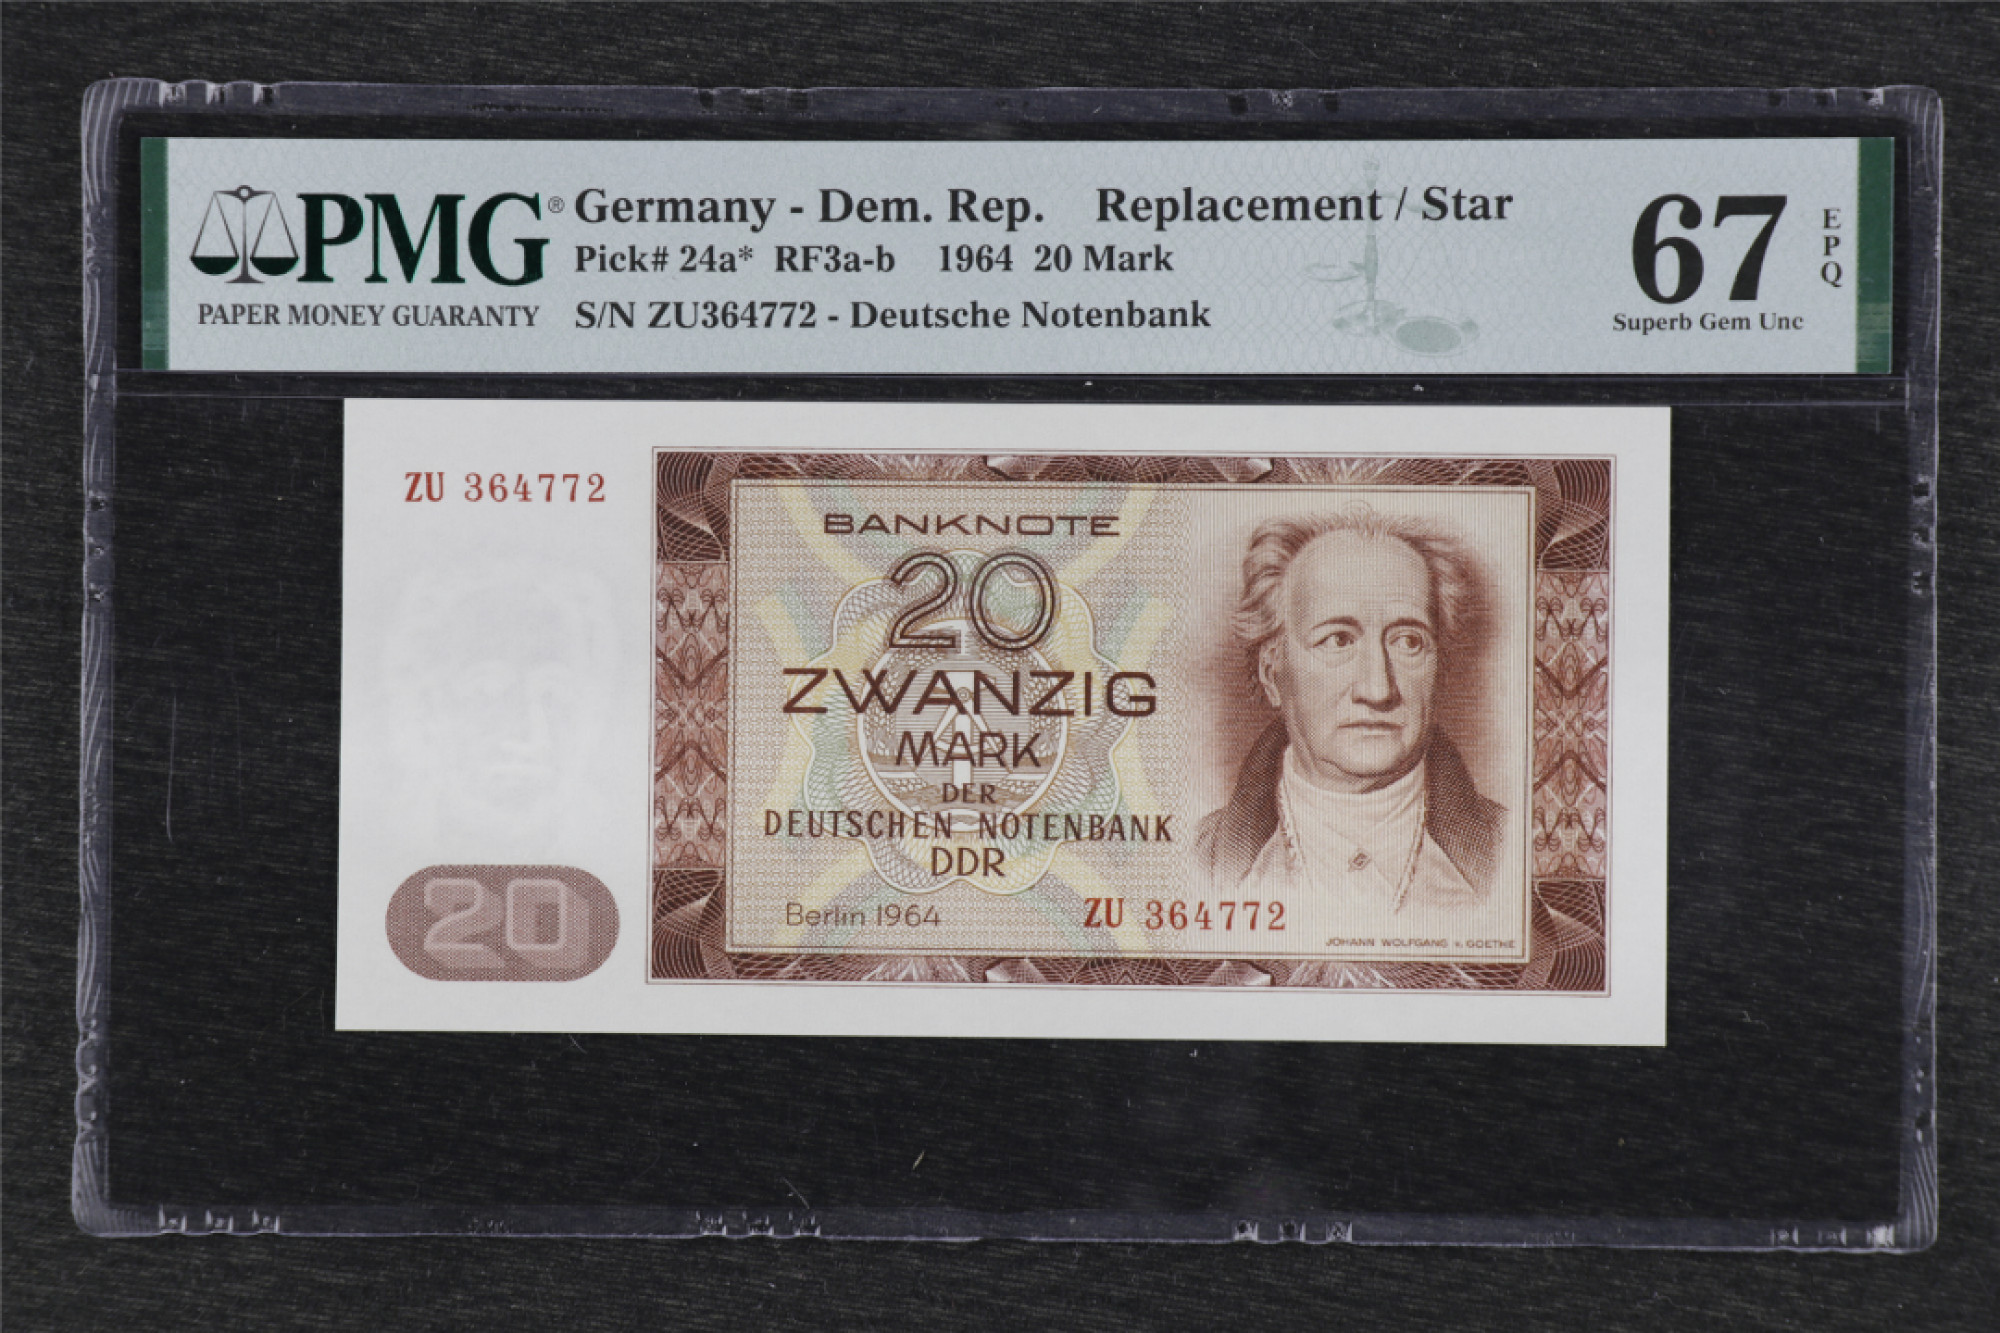 PMG®
PAPER MONEY GUARANTY
Germany - Dem. Rep. Replacement / Star
Pick# 24a* RF3a-b 1964 20 Mark
S/N ZU364772 - Deutsche Notenbank
67
EPQ
Superb Gem Unc
ZU 364772
BANKNOTE
20
ZWANZIG
MARK
DER
DEUTSCHEN NOTENBANK
DDR
Berlin 1964
ZU 364772
JOHANN WOLFGANG v. GOETHE
20